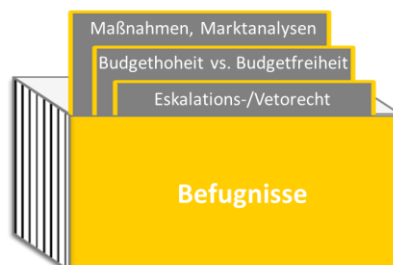 Maßnahmen, Marktanalysen
Budgethoheit vs. Budgetfreiheit
Eskalations-/Vetorecht
Befugnisse